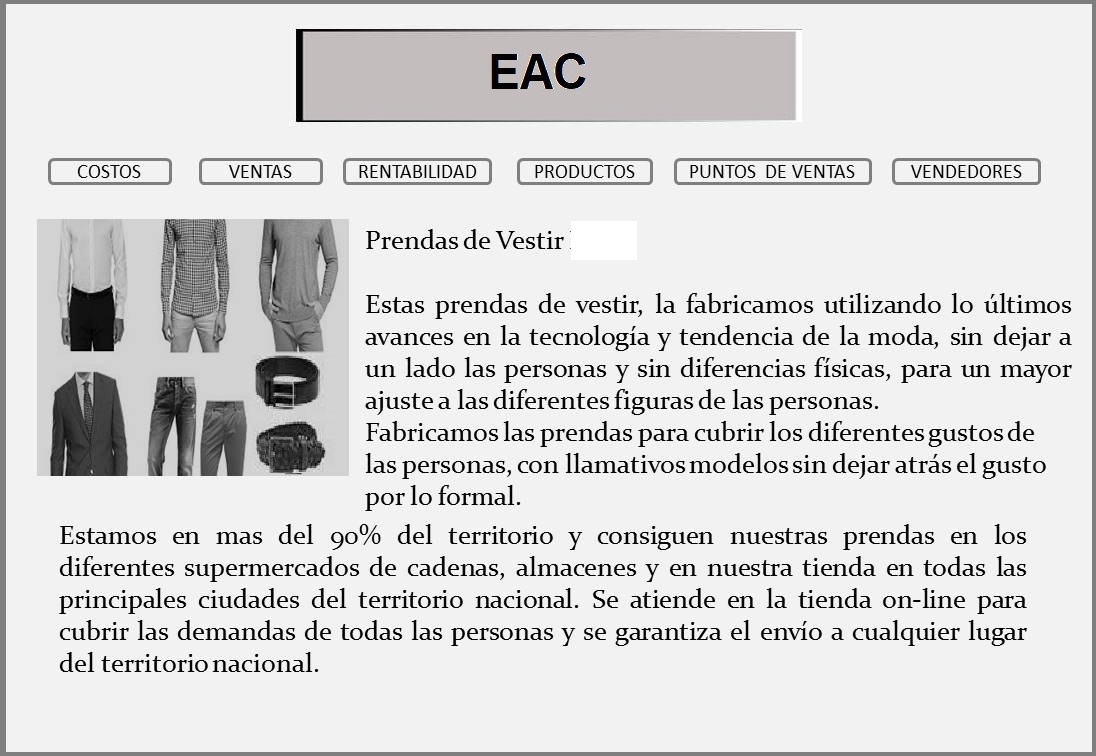 EAC
COSTOS VENTAS RENTABILIDAD PRODUCTOS PUNTOS DE VENTAS VENDEDORES
Prendas de Vestir
Estas prendas de vestir, la fabricamos utilizando lo últimos
avances en la tecnología y tendencia de la moda, sin dejar a
un lado las personas y sin diferencias físicas, para un mayor
ajuste a las diferentes figuras de las personas.
Fabricamos las prendas para cubrir los diferentes gustos de
las personas, con llamativos modelos sin dejar atrás el gusto
por lo formal.
Estamos en mas del 90% del territorio y consiguen nuestras prendas en los
diferentes supermercados de cadenas, almacenes y en nuestra tienda en todas las
principales ciudades del territorio nacional. Se atiende en la tienda on-line para
cubrir las demandas de todas las personas y se garantiza el envío a cualquier lugar
del territorio nacional.